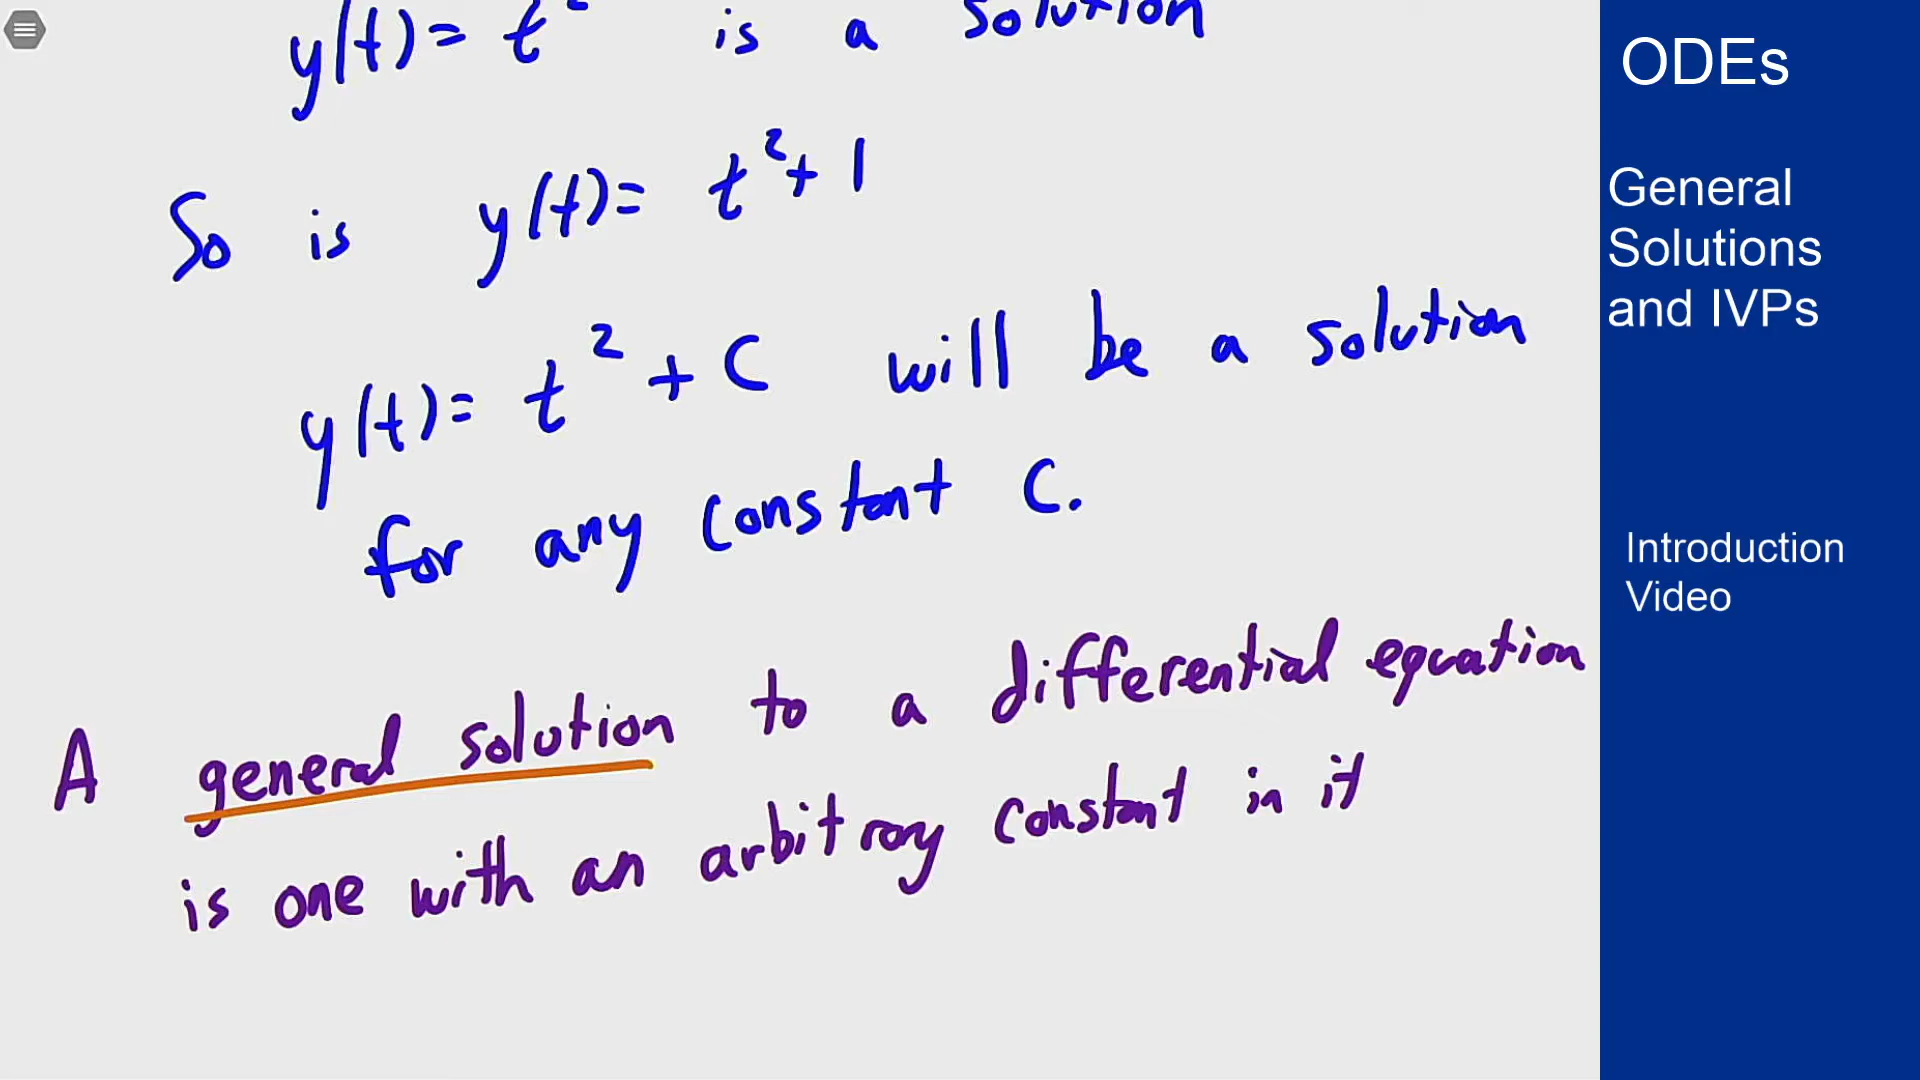 y(t) = t² is a solution
So is y(t) = t² + 1
y(t) = t² + C will be a solution
for any constant C.
A general solution to a differential equation
is one with an arbitrary constant in it
ODEs
General
Solutions
and IVPs
Introduction
Video